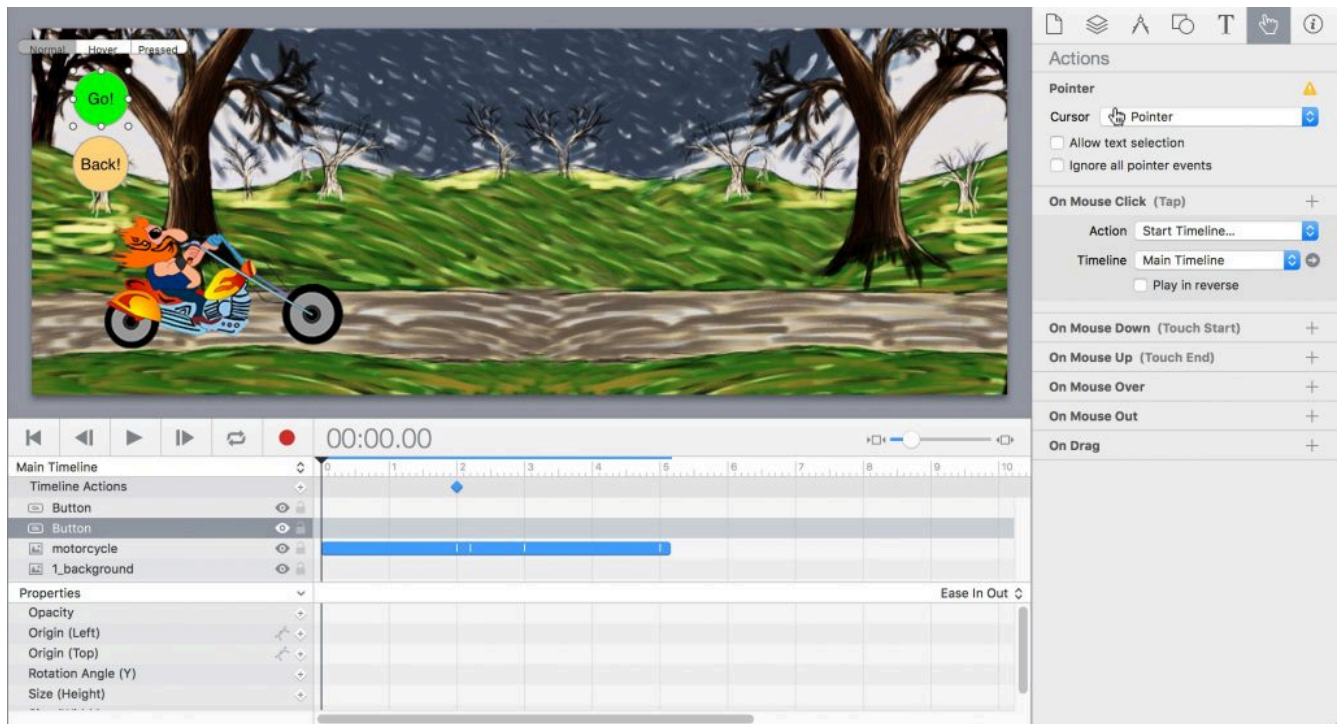 Normal Hover Pressed
Go!
Back!
Actions
Pointer
Cursor Pointer
Allow text selection
Ignore all pointer events
On Mouse Click (Tap)
Action Start Timeline...
Timeline Main Timeline
Play in reverse
On Mouse Down (Touch Start)
On Mouse Up (Touch End)
On Mouse Over
On Mouse Out
On Drag
00:00.00
Main Timeline
0 1 2 3 4 5 6 7 8 9 10
Timeline Actions
Button
Button
motorcycle
1_background
Properties
Ease In Out
Opacity
Origin (Left)
Origin (Top)
Rotation Angle (Y)
Size (Height)